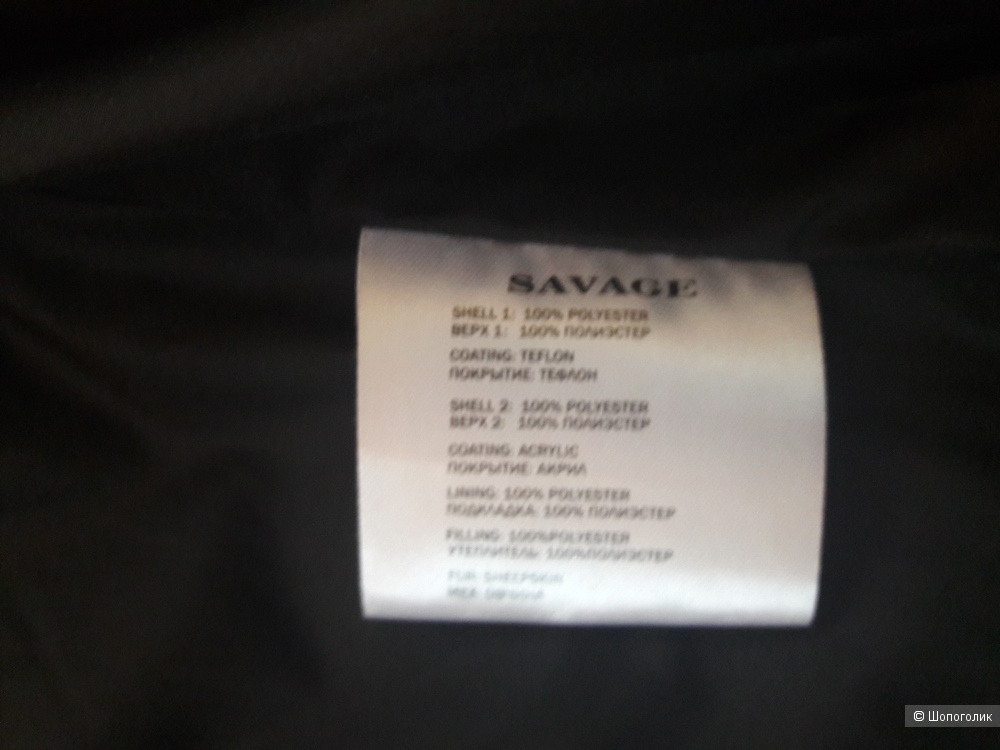 SAVAGE
SHELL 1: 100% POLYESTER
ВЕРХ 1: 100% ПОЛИЭСТЕР
COATING: TEFLON
ПОКРЫТИЕ: ТЕФЛОН
SHELL 2: 100% POLYESTER
ВЕРХ 2: 100% ПОЛИЭСТЕР
COATING: ACRYLIC
ПОКРЫТИЕ: АКРИЛ
LINING: 100% POLYESTER
ПОДКЛАДКА: 100% ПОЛИЭСТЕР
FILLING: 100%POLYESTER
УТЕПЛИТЕЛЬ: 100%ПОЛИЭСТЕР
FUR: SHEEPSKIN
МЕХ:
© Шопоголик